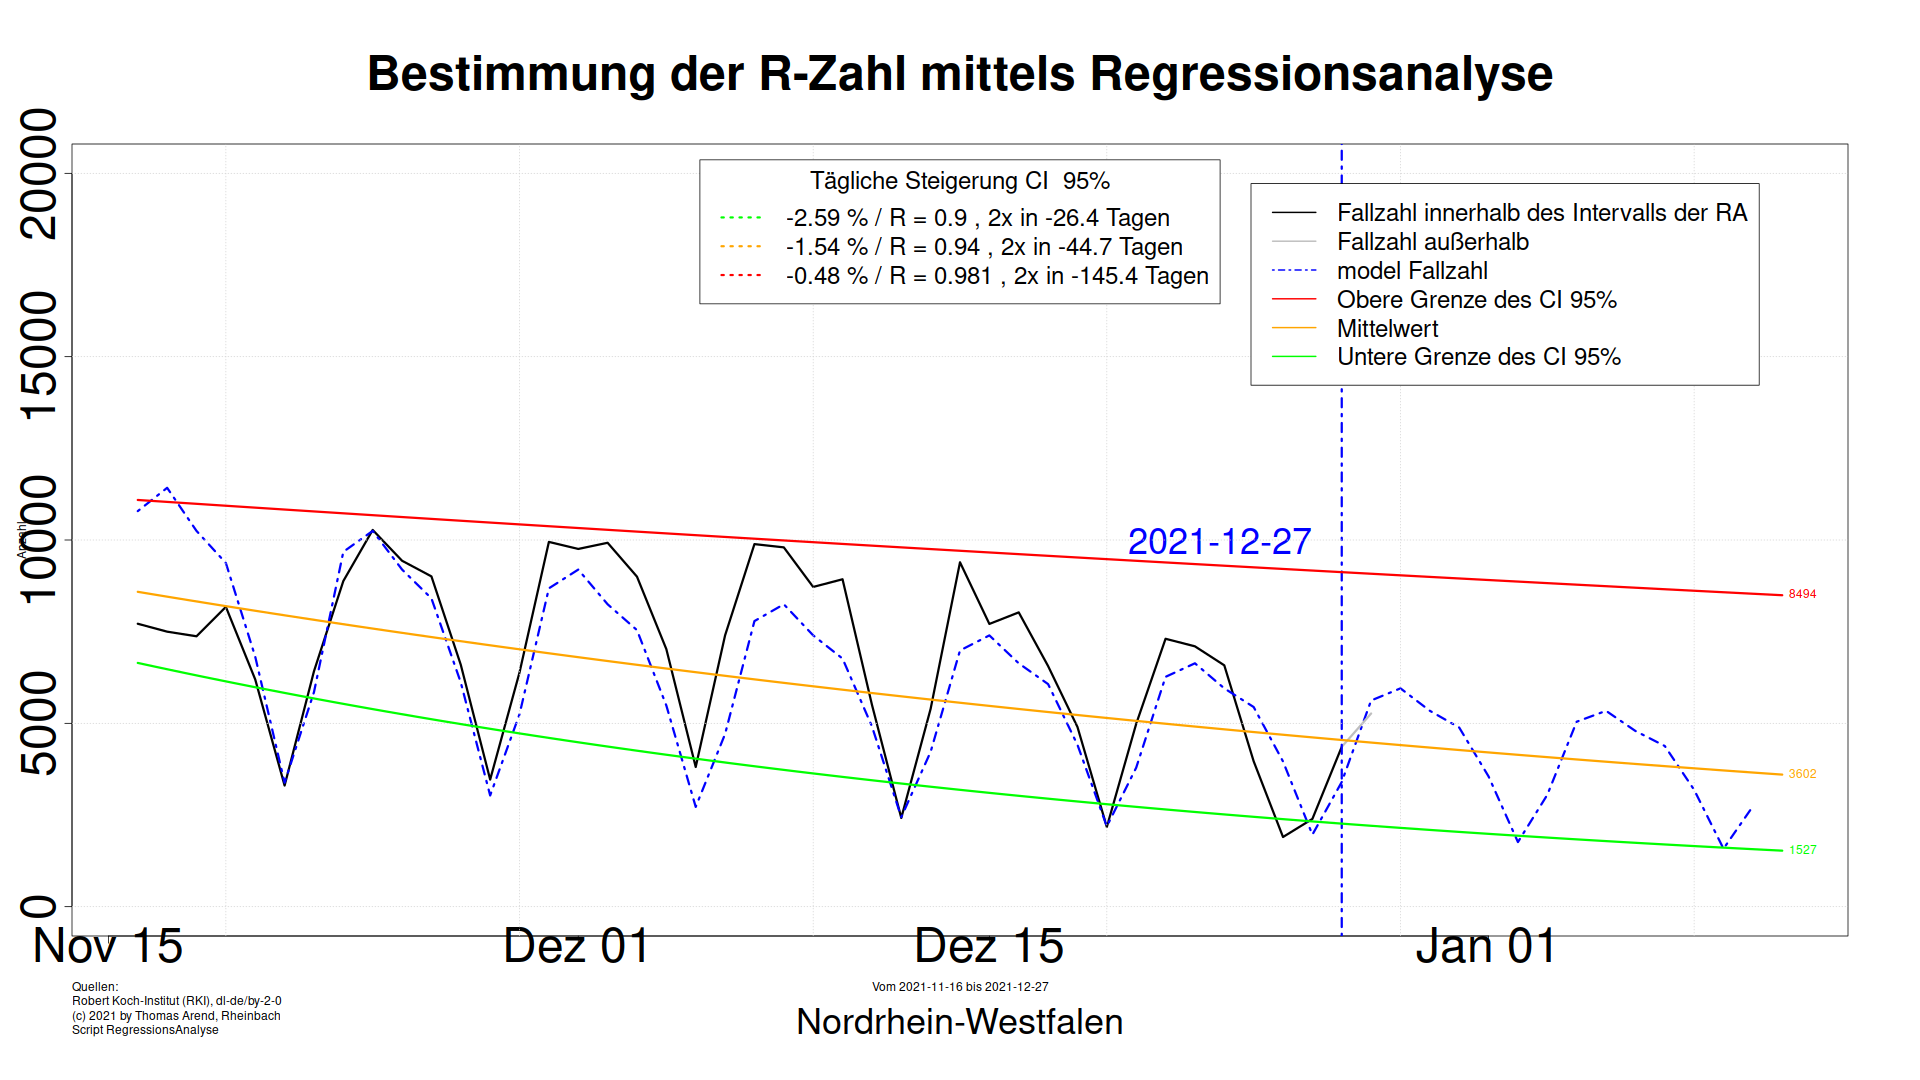 Bestimmung der R-Zahl mittels Regressionsanalyse
20000
15000
10000
5000
0
Anzahl
Tägliche Steigerung CI  95%
-2.59 % / R = 0.9 , 2x in -26.4 Tagen
-1.54 % / R = 0.94 , 2x in -44.7 Tagen
-0.48 % / R = 0.981 , 2x in -145.4 Tagen
Fallzahl innerhalb des Intervalls der RA
Fallzahl außerhalb
model Fallzahl
Obere Grenze des CI 95%
Mittelwert
Untere Grenze des CI 95%
2021-12-27
8494
3602
1527
Nov 15
Dez 01
Dez 15
Jan 01
Quellen:
Robert Koch-Institut (RKI), dl-de/by-2-0
(c) 2021 by Thomas Arend, Rheinbach
Script RegressionsAnalyse
Vom 2021-11-16 bis 2021-12-27
Nordrhein-Westfalen